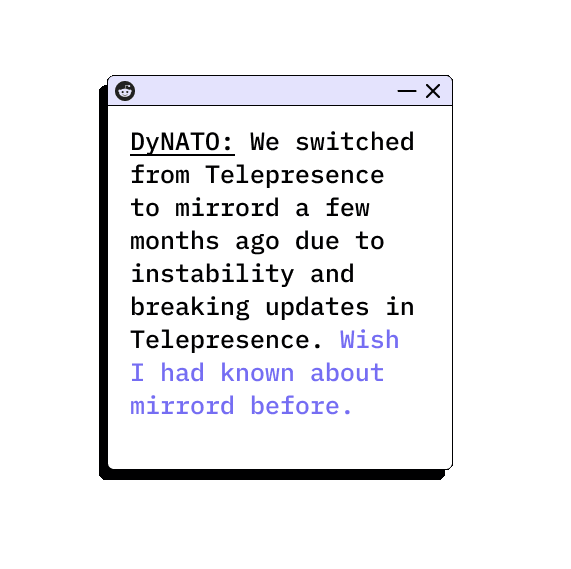 DyNATO: We switched
from Telepresence
to mirrord a few
months ago due to
instability and
breaking updates in
Telepresence. Wish
I had known about
mirrord before.